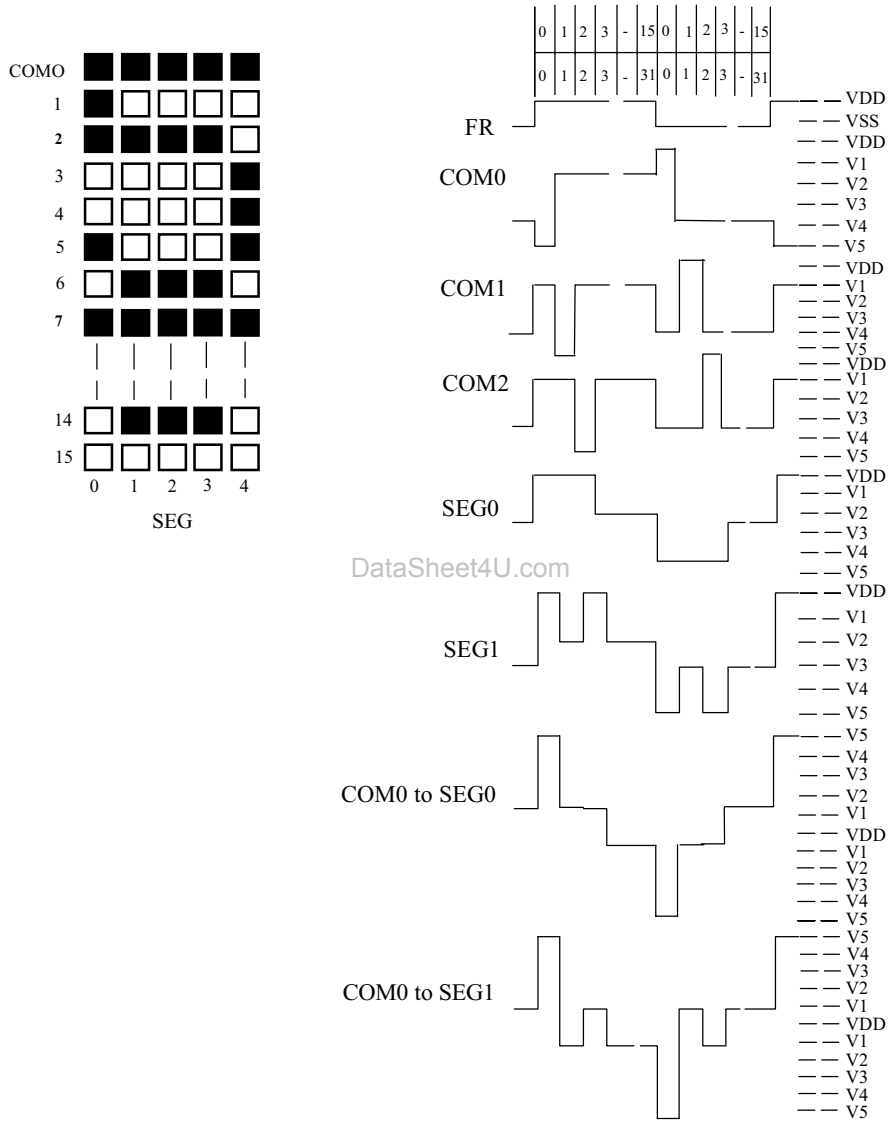 COMO
1
2
3
4
5
6
7
14
15
0 1 2 3 4
SEG
0 1 2 3 - 15 0 1 2 3 - 15
0 1 2 3 - 31 0 1 2 3 - 31
FR
VDD
VSS
COM0
VDD
V1
V2
V3
V4
V5
COM1
VDD
V1
V2
V3
V4
V5
COM2
VDD
V1
V2
V3
V4
V5
SEG0
VDD
V1
V2
V3
V4
V5
DataSheet4U.com
SEG1
VDD
V1
V2
V3
V4
V5
COM0 to SEG0
V5
V4
V3
V2
V1
VDD
V1
V2
V3
V4
V5
COM0 to SEG1
V5
V4
V3
V2
V1
VDD
V1
V2
V3
V4
V5